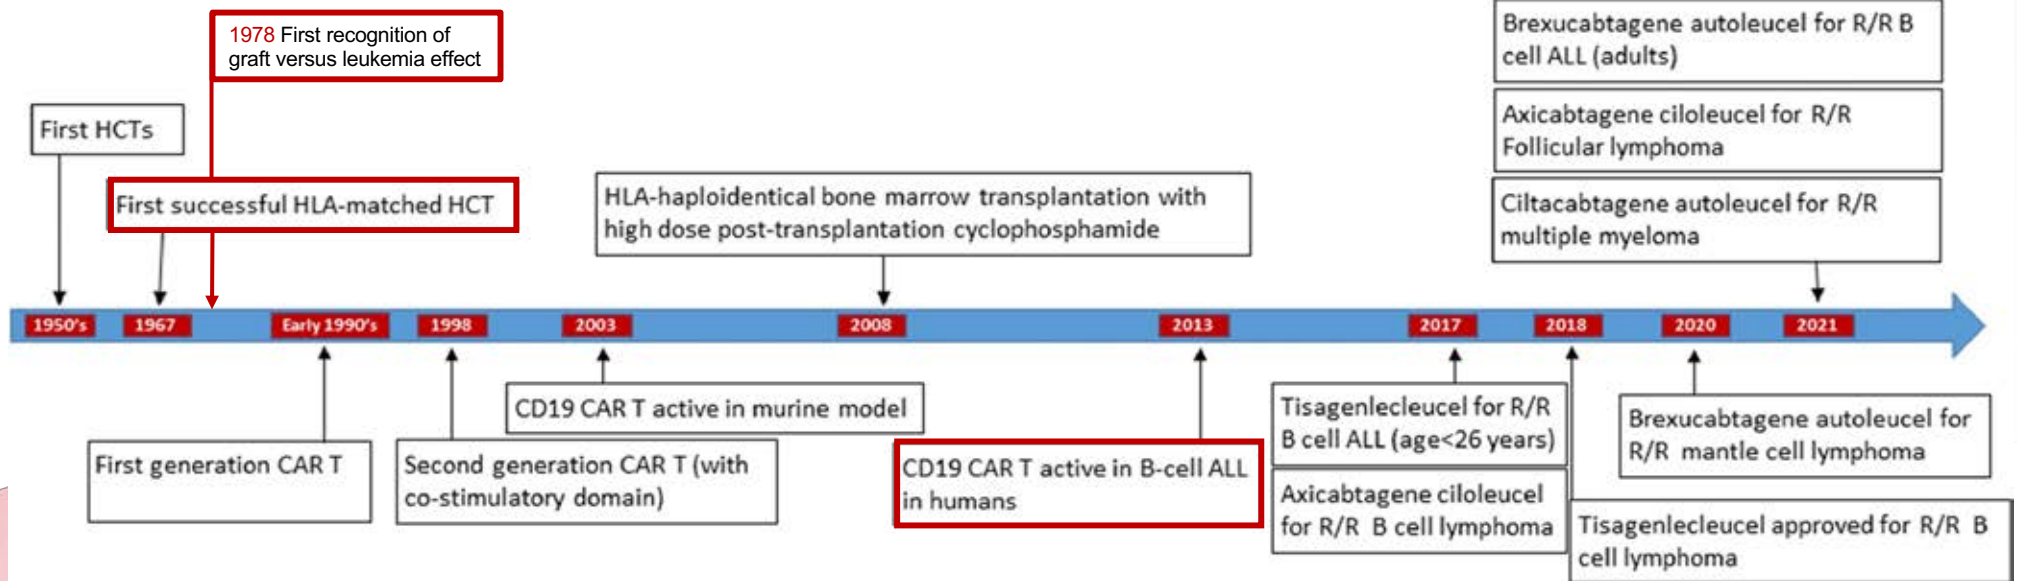 1978 First recognition of
graft versus leukemia effect
First HCTs
First successful HLA-matched HCT
HLA-haploidentical bone marrow transplantation with
high dose post-transplantation cyclophosphamide
Brexucabtagene autoleucel for R/R B
cell ALL (adults)
Axicabtagene ciloleucel for R/R
Follicular lymphoma
Ciltacabtagene autoleucel for R/R
multiple myeloma
1950's
1967
Early 1990's
1998
2003
2008
2013
2017
2018
2020
2021
First generation CAR T
Second generation CAR T (with
co-stimulatory domain)
CD19 CAR T active in murine model
CD19 CAR T active in B-cell ALL
in humans
Tisagenlecleucel for R/R
B cell ALL (age<26 years)
Axicabtagene ciloleucel
for R/R B cell lymphoma
Tisagenlecleucel approved for R/R B
cell lymphoma
Brexucabtagene autoleucel for
R/R mantle cell lymphoma